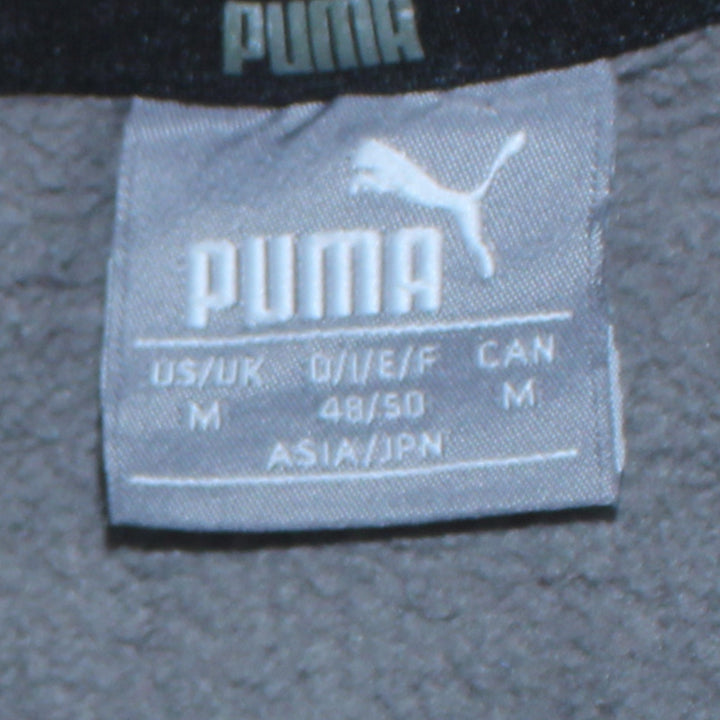 PUMA
PUMA
US/UK D/I/E/F CAN
M 48/50 M
ASIA/JPN